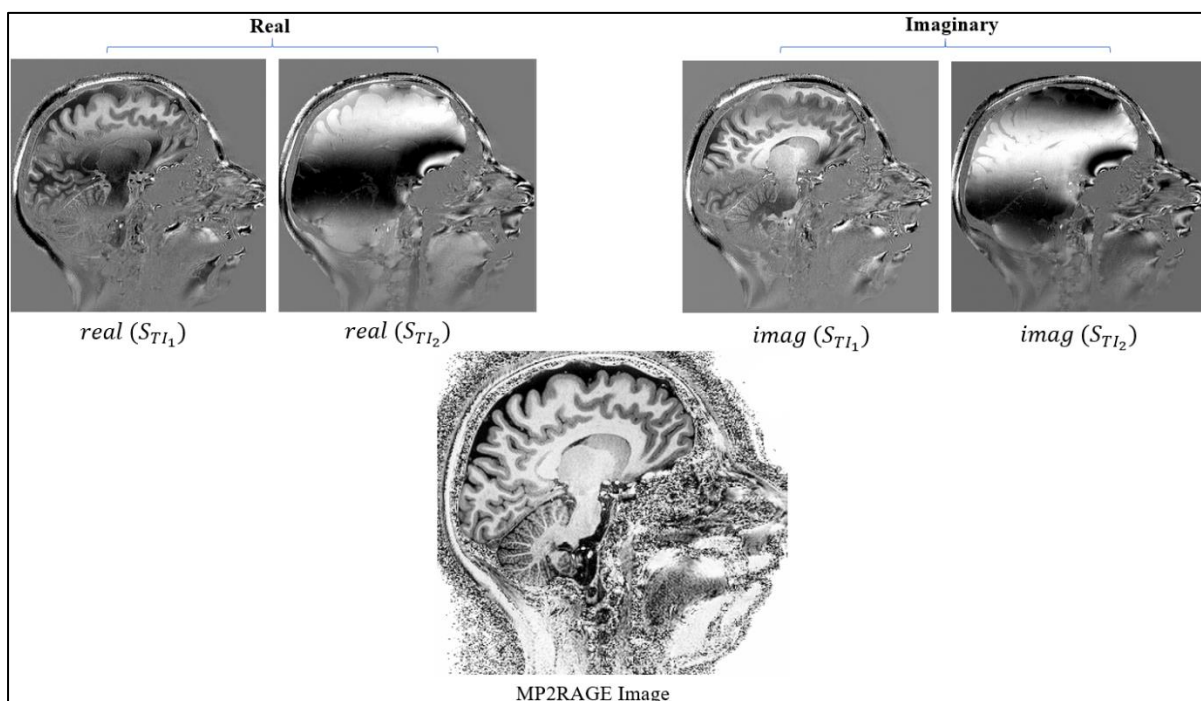 Real
Imaginary
real (S_{TI_1})
real (S_{TI_2})
imag (S_{TI_1})
imag (S_{TI_2})
MP2RAGE Image